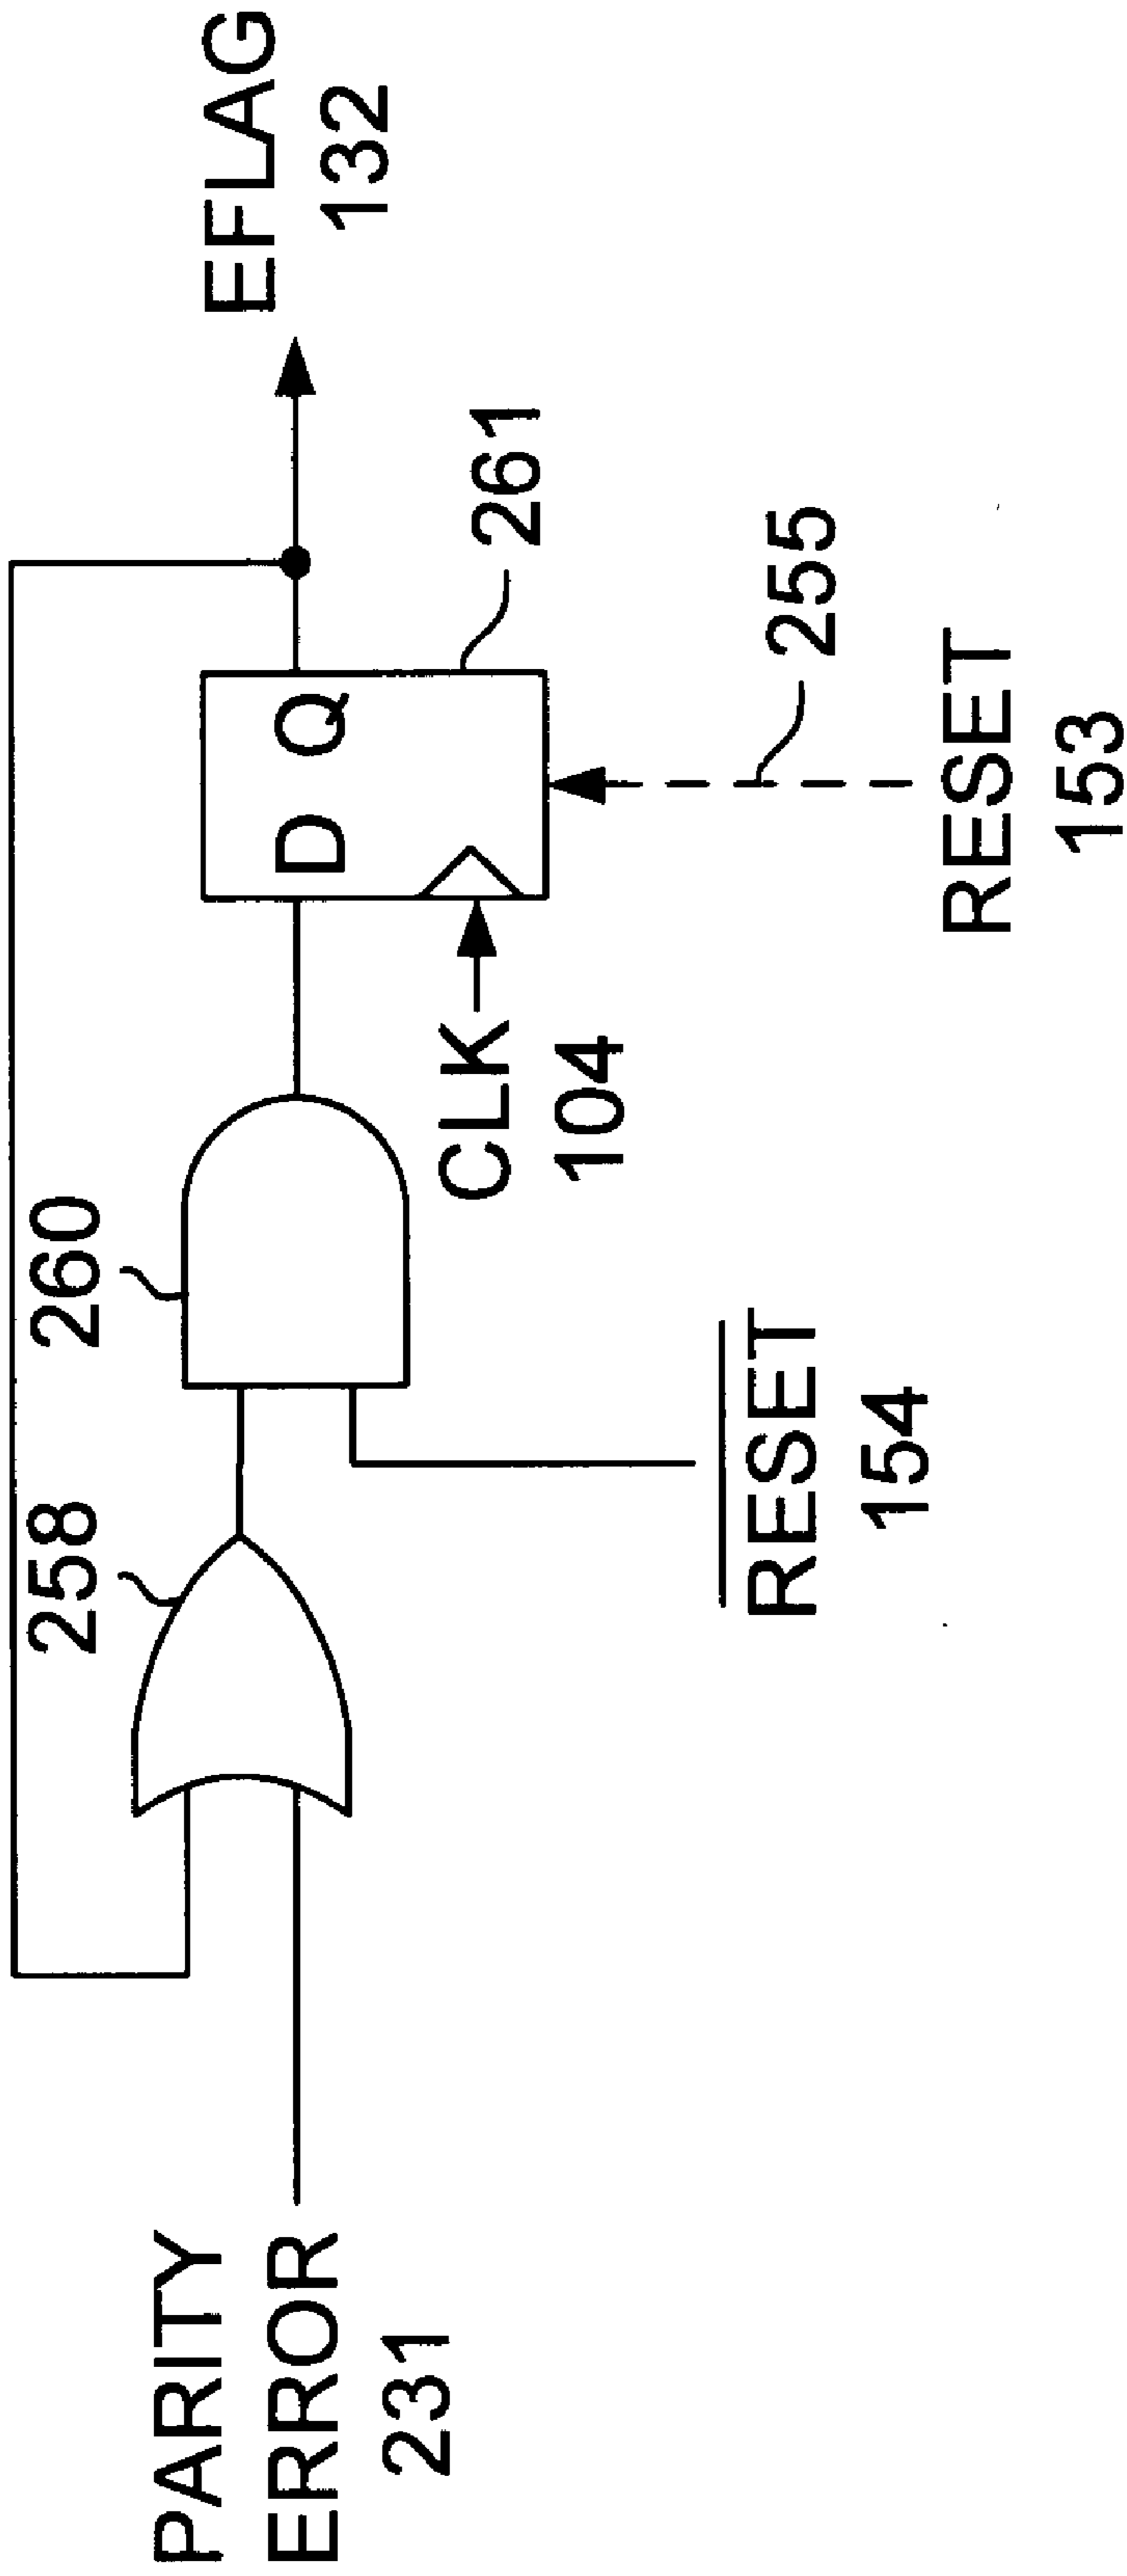 PARITY
ERROR
231
258
260
RESET
154
D Q
CLK
104
261
255
RESET
153
EFLAG
132